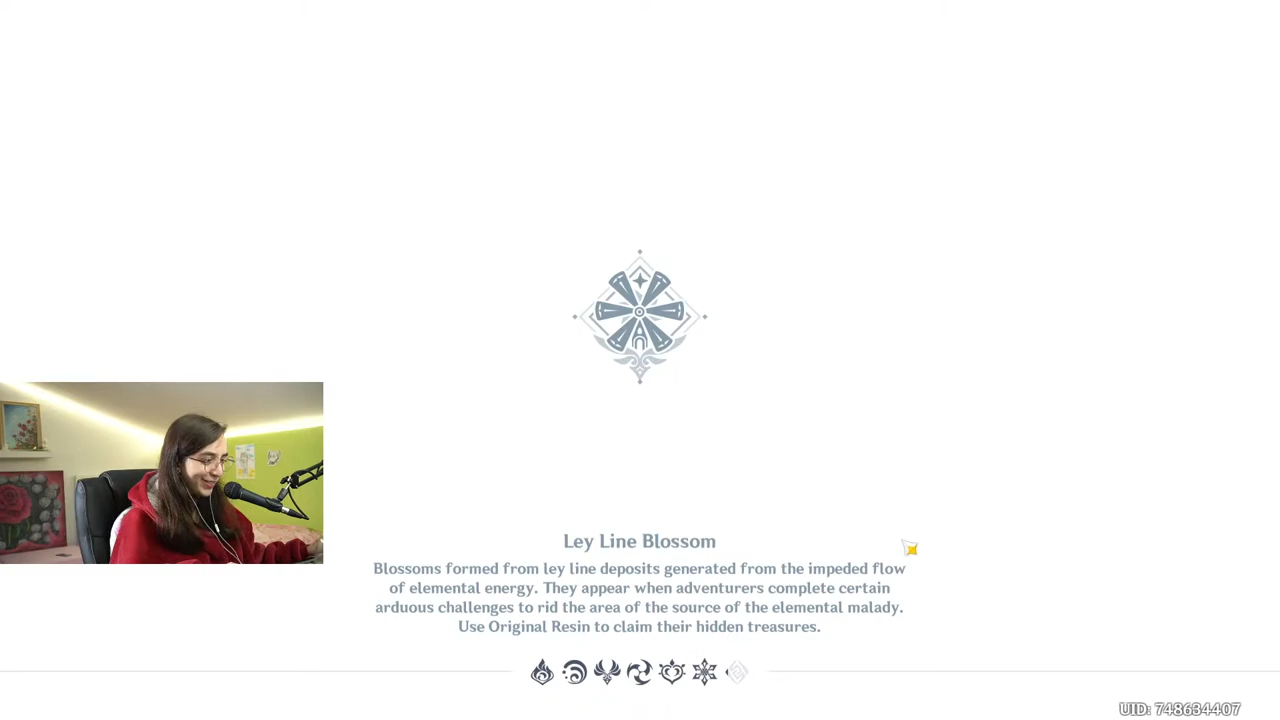 Ley Line Blossom
Blossoms formed from ley line deposits generated from the impeded flow
of elemental energy. They appear when adventurers complete certain
arduous challenges to rid the area of the source of the elemental malady.
Use Original Resin to claim their hidden treasures.
UID: 748634407